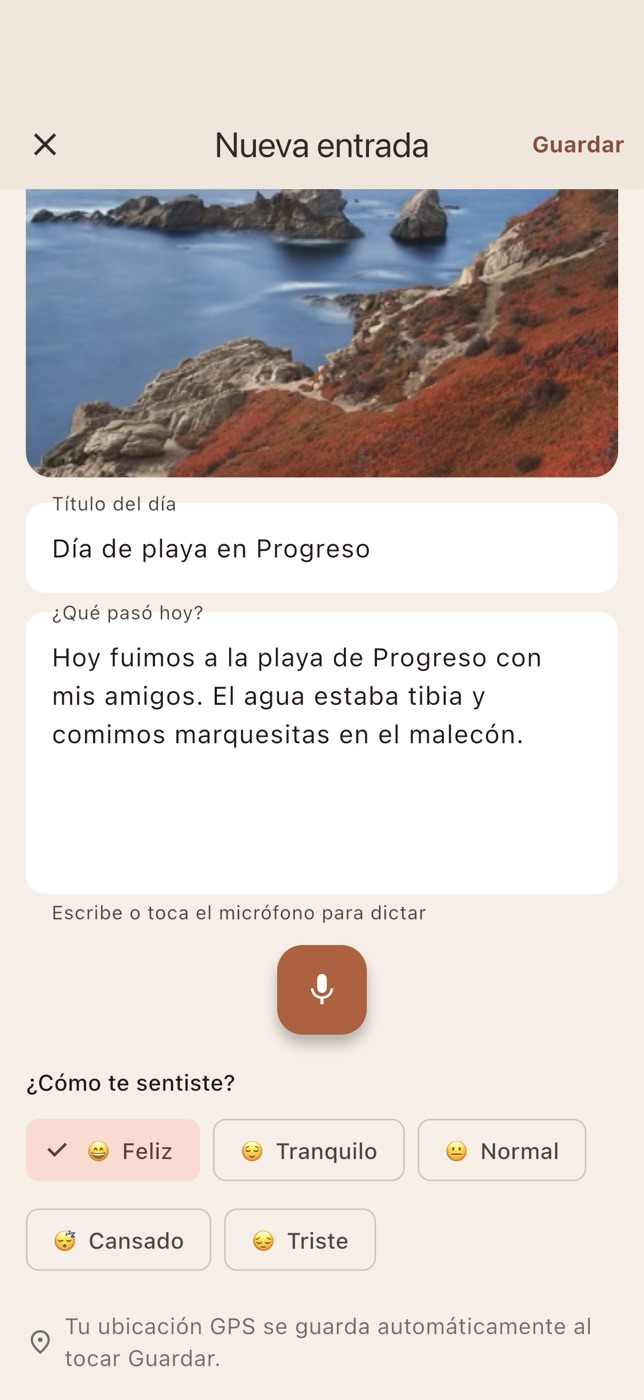 Nueva entrada
Guardar
Título del día
Día de playa en Progreso
¿Qué pasó hoy?
Hoy fuimos a la playa de Progreso con
mis amigos. El agua estaba tibia y
comimos marquesitas en el malecón.
Escribe o toca el micrófono para dictar
¿Cómo te sentiste?
😄 Feliz
😌 Tranquilo
😐 Normal
😴 Cansado
😔 Triste
Tu ubicación GPS se guarda automáticamente al
tocar Guardar.